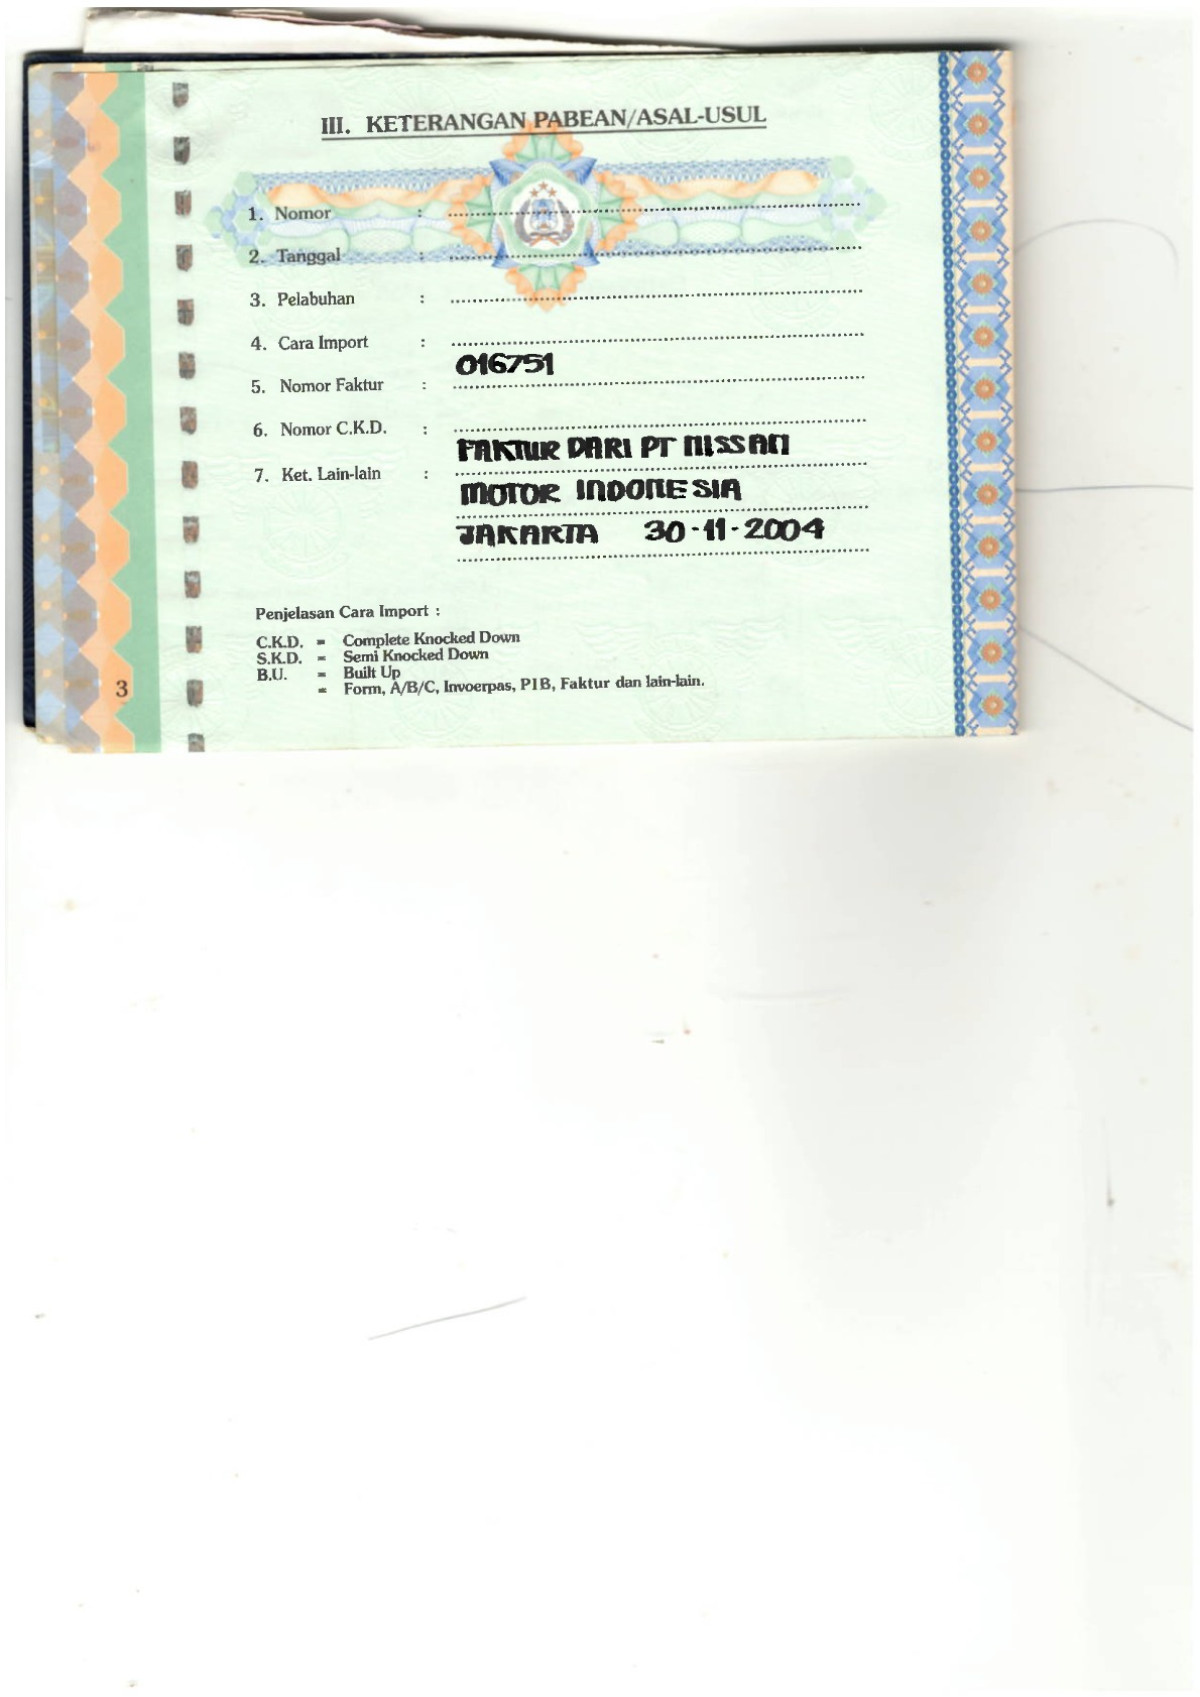 III. KETERANGAN PABEAN/ASAL-USUL
1. Nomor :
2. Tanggal :
3. Pelabuhan :
4. Cara Import :
5. Nomor Faktur : 016751
6. Nomor C.K.D. :
7. Ket. Lain-lain : FAKTUR DARI PT NISSAN
MOTOR INDONESIA
JAKARTA 30-11-2004
Penjelasan Cara Import :
C.K.D. = Complete Knocked Down
S.K.D. = Semi Knocked Down
B.U. = Built Up
= Form, A/B/C, Invoerpas, P1B, Faktur dan lain-lain.
3